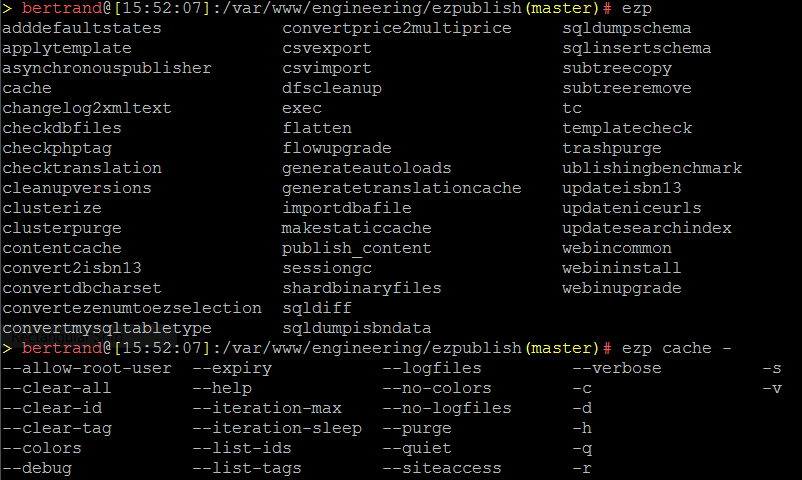 > bertrand@[15:52:07]:/var/www/engineering/ezpublish(master)# ezp
adddefaultstates convertprice2multiprice sqldumpschema
applytemplate csvexport sqlinsertschema
asynchronouspublisher csvimport subtreecopy
cache dfscleanup subtreeremove
changelog2xmltext exec tc
checkdbfiles flatten templatecheck
checkphptag flowupgrade trashpurge
checktranslation generateautoloads ublishingbenchmark
cleanupversions generatetranslationcache updateisbn13
clusterize importdbafile updateniceurls
clusterpurge makestaticcache updatesearchindex
contentcache publish_content webincommon
convert2isbn13 sessiongc webininstall
convertdbcharset shardbinaryfiles webinupgrade
convertezenumtoezselection sqldiff
convertmysqltabletype sqldumpisbndata
> bertrand@[15:52:07]:/var/www/engineering/ezpublish(master)# ezp cache -
--allow-root-user --expiry --logfiles --verbose -s
--clear-all --help --no-colors -c -v
--clear-id --iteration-max --no-logfiles -d
--clear-tag --iteration-sleep --purge -h
--colors --list-ids --quiet -q
--debug --list-tags --siteaccess -r